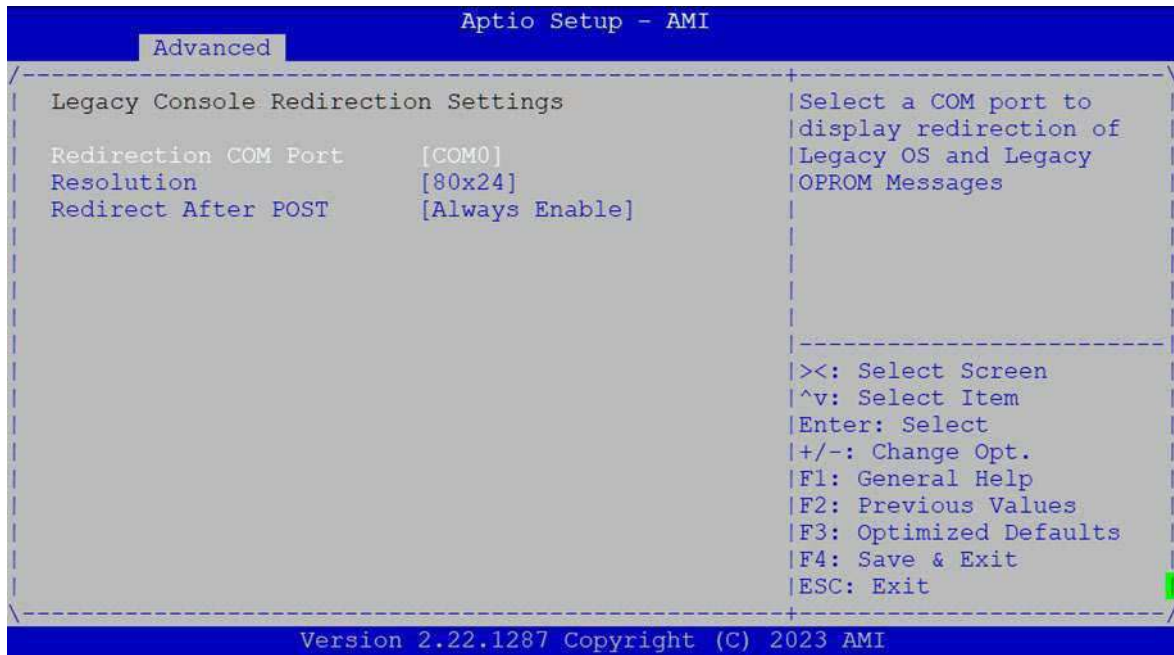 Aptio Setup - AMI
Advanced
Legacy Console Redirection Settings
Redirection COM Port [COM0]
Resolution [80x24]
Redirect After POST [Always Enable]
Select a COM port to
display redirection of
Legacy OS and Legacy
OPROM Messages
><: Select Screen
^v: Select Item
Enter: Select
+/-: Change Opt.
F1: General Help
F2: Previous Values
F3: Optimized Defaults
F4: Save & Exit
ESC: Exit
Version 2.22.1287 Copyright (C) 2023 AMI